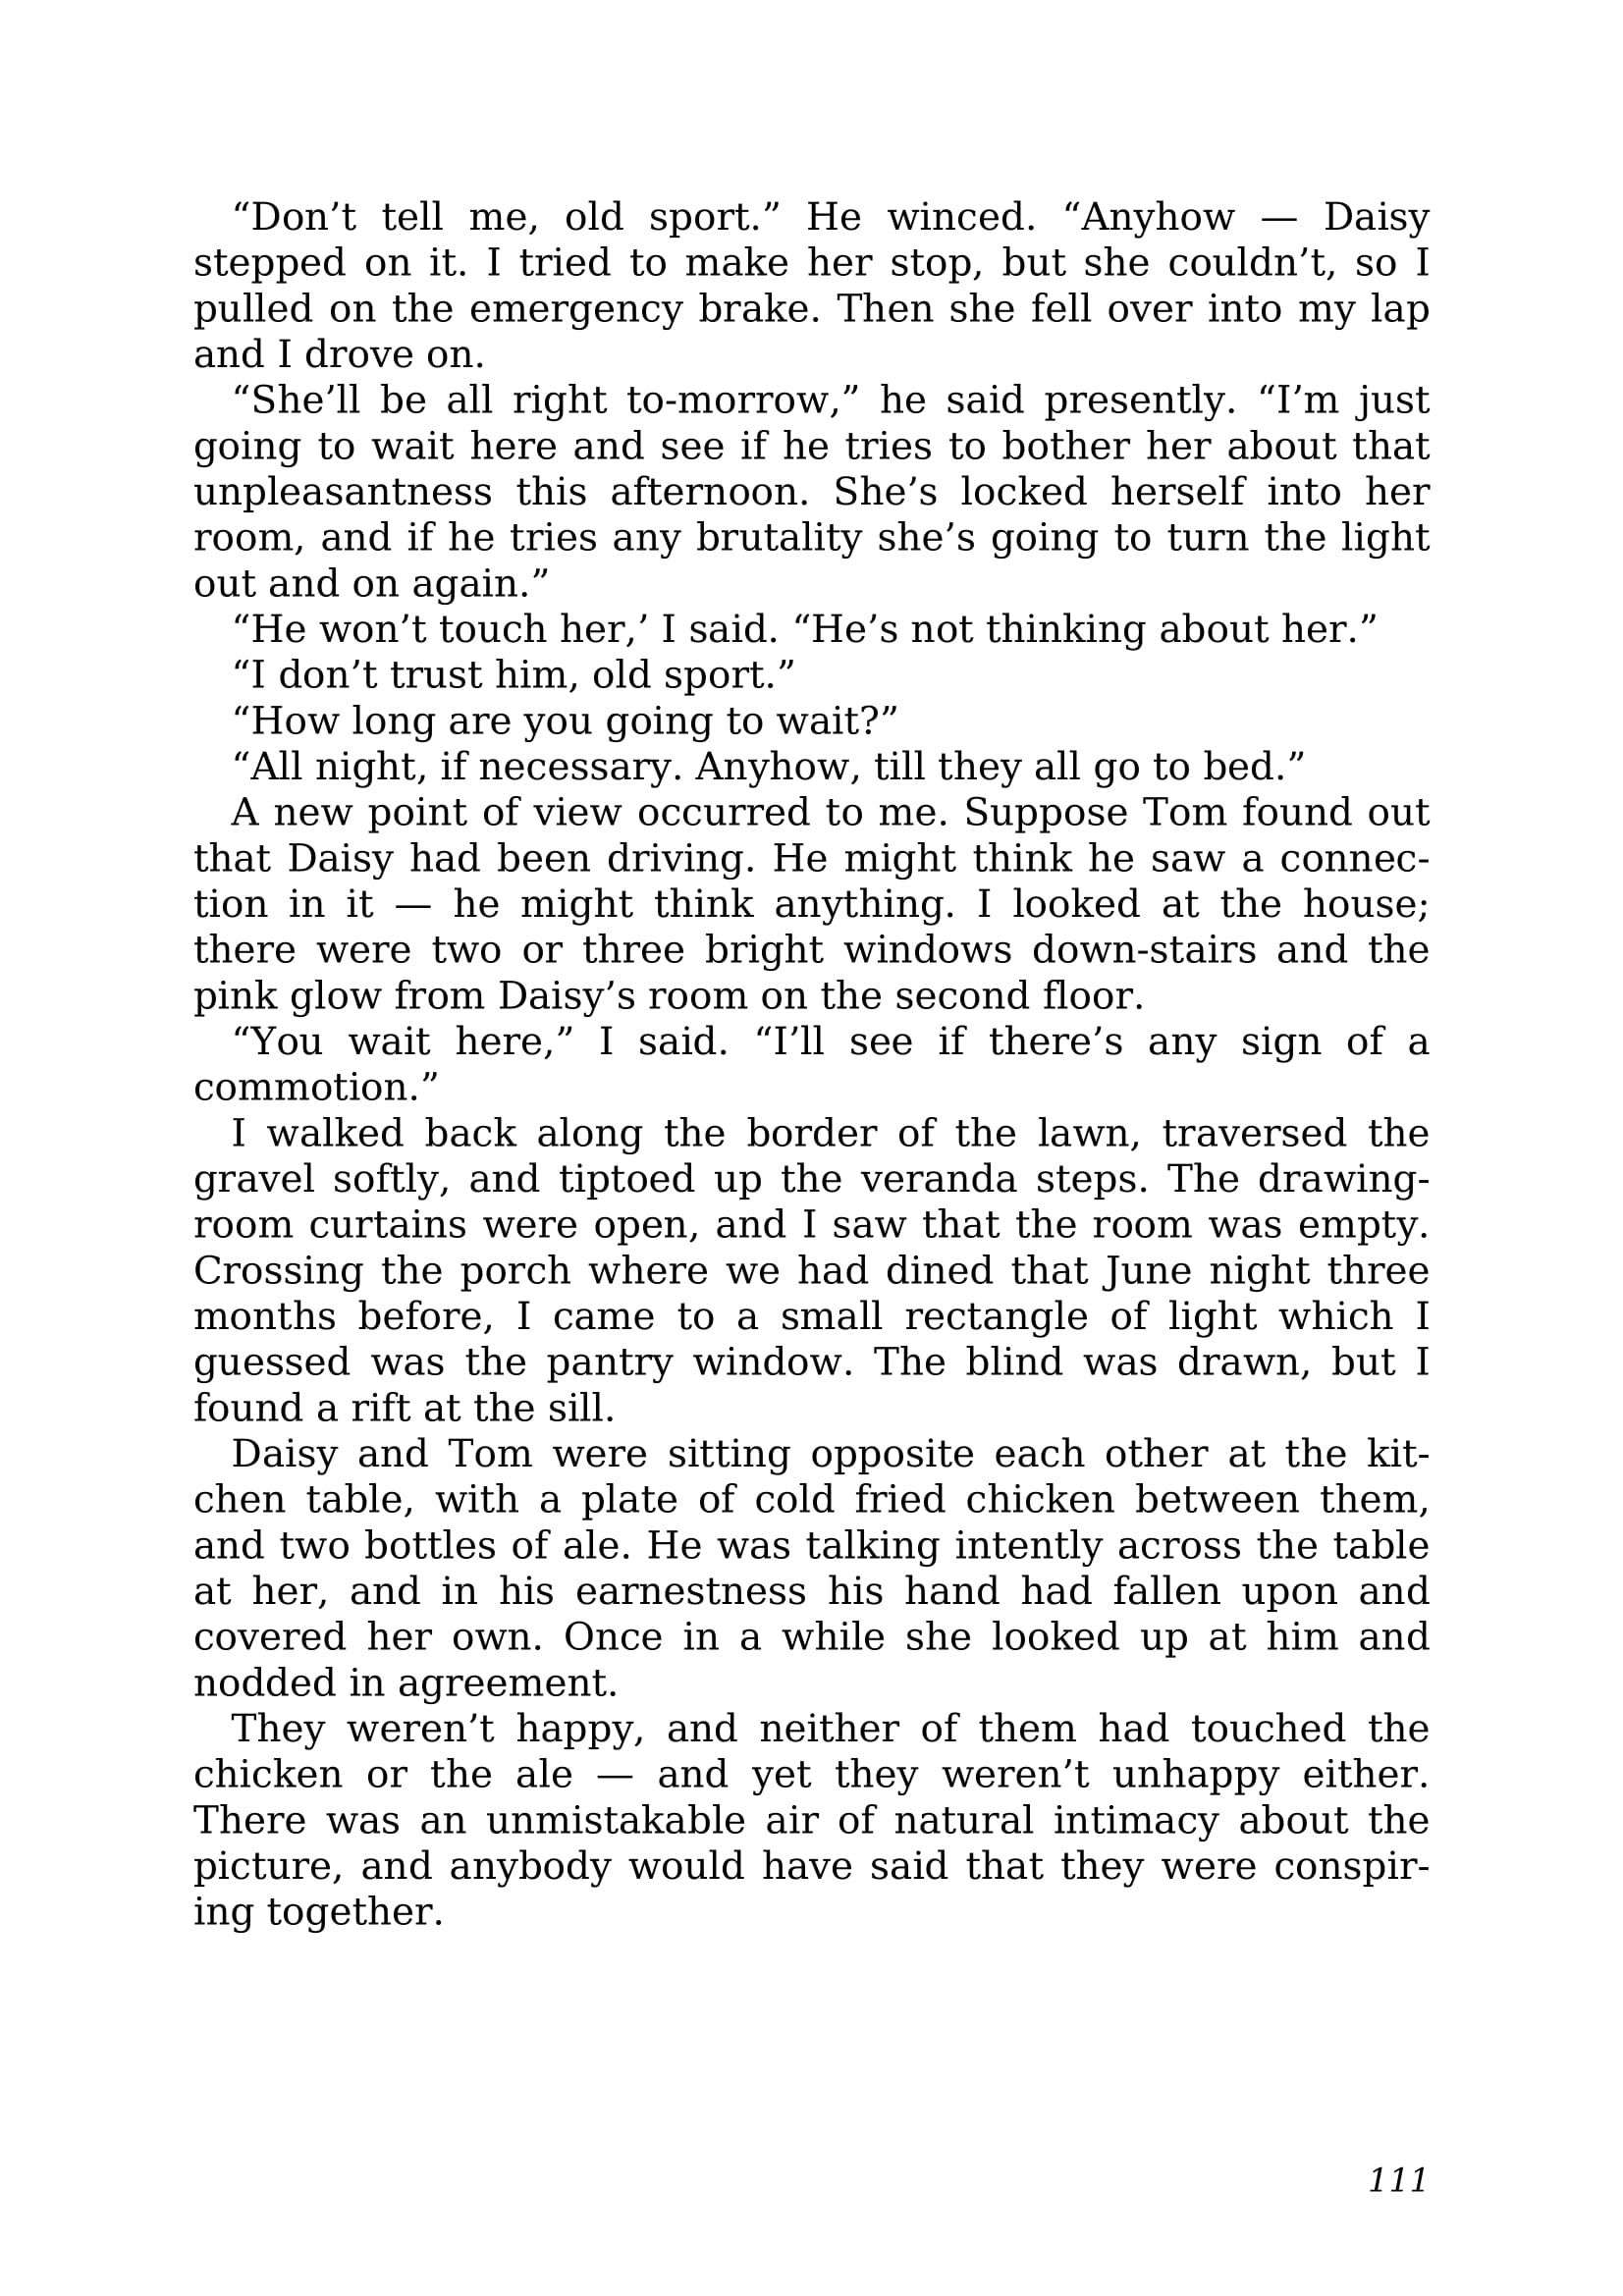 “Don’t tell me, old sport.” He winced. “Anyhow — Daisy
stepped on it. I tried to make her stop, but she couldn’t, so I
pulled on the emergency brake. Then she fell over into my lap
and I drove on.
“She’ll be all right to-morrow,” he said presently. “I’m just
going to wait here and see if he tries to bother her about that
unpleasantness this afternoon. She’s locked herself into her
room, and if he tries any brutality she’s going to turn the light
out and on again.”
“He won’t touch her,’ I said. “He’s not thinking about her.”
“I don’t trust him, old sport.”
“How long are you going to wait?”
“All night, if necessary. Anyhow, till they all go to bed.”
A new point of view occurred to me. Suppose Tom found out
that Daisy had been driving. He might think he saw a connec-
tion in it — he might think anything. I looked at the house;
there were two or three bright windows down-stairs and the
pink glow from Daisy’s room on the second floor.
“You wait here,” I said. “I’ll see if there’s any sign of a
commotion.”
I walked back along the border of the lawn, traversed the
gravel softly, and tiptoed up the veranda steps. The drawing-
room curtains were open, and I saw that the room was empty.
Crossing the porch where we had dined that June night three
months before, I came to a small rectangle of light which I
guessed was the pantry window. The blind was drawn, but I
found a rift at the sill.
Daisy and Tom were sitting opposite each other at the kit-
chen table, with a plate of cold fried chicken between them,
and two bottles of ale. He was talking intently across the table
at her, and in his earnestness his hand had fallen upon and
covered her own. Once in a while she looked up at him and
nodded in agreement.
They weren’t happy, and neither of them had touched the
chicken or the ale — and yet they weren’t unhappy either.
There was an unmistakable air of natural intimacy about the
picture, and anybody would have said that they were conspir-
ing together.
111